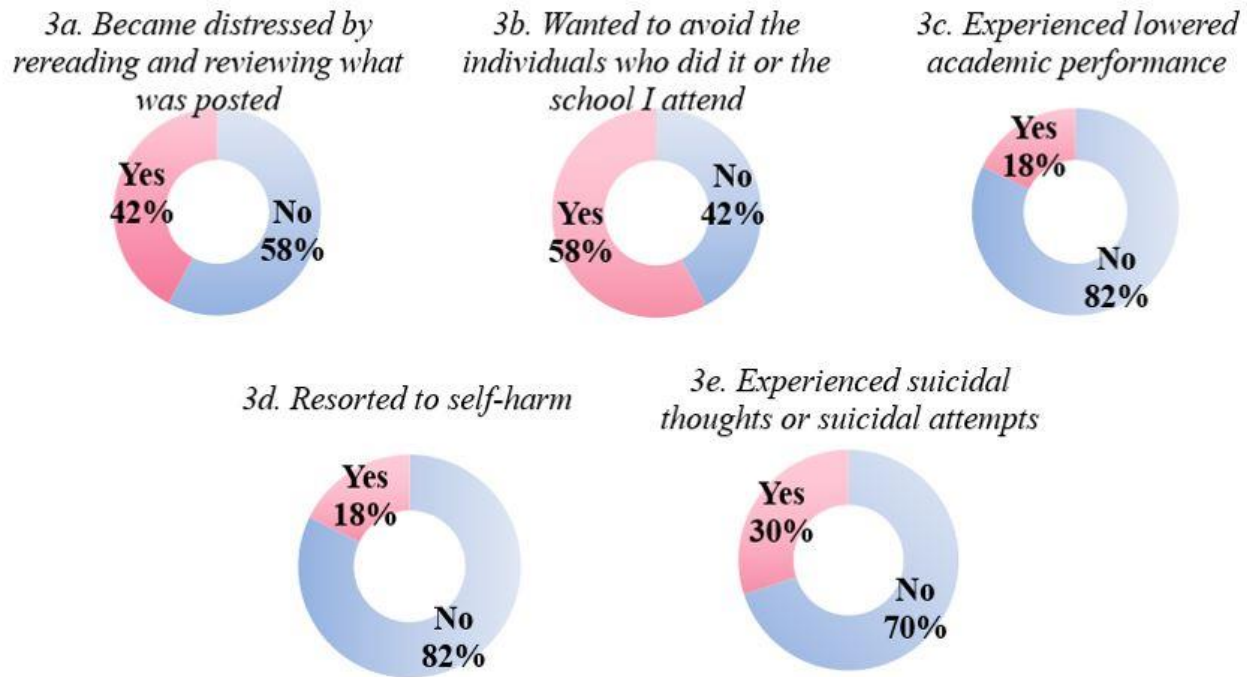 3a. Became distressed by
rereading and reviewing what
was posted
Yes
42%
No
58%
3b. Wanted to avoid the
individuals who did it or the
school I attend
No
42%
Yes
58%
3c. Experienced lowered
academic performance
Yes
18%
No
82%
3d. Resorted to self-harm
Yes
18%
No
82%
3e. Experienced suicidal
thoughts or suicidal attempts
Yes
30%
No
70%